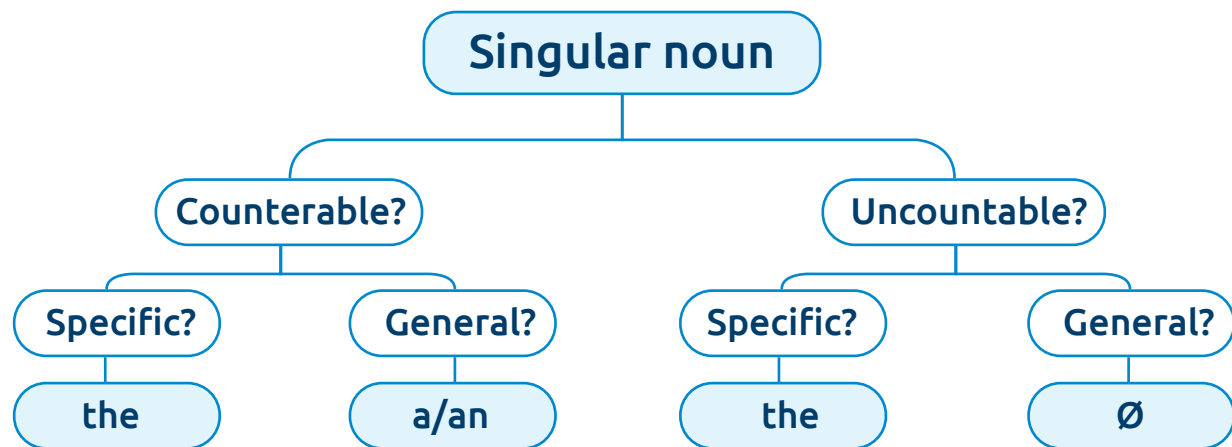 Singular noun
Counterable? Uncountable?
Specific? General? Specific? General?
the a/an the Ø